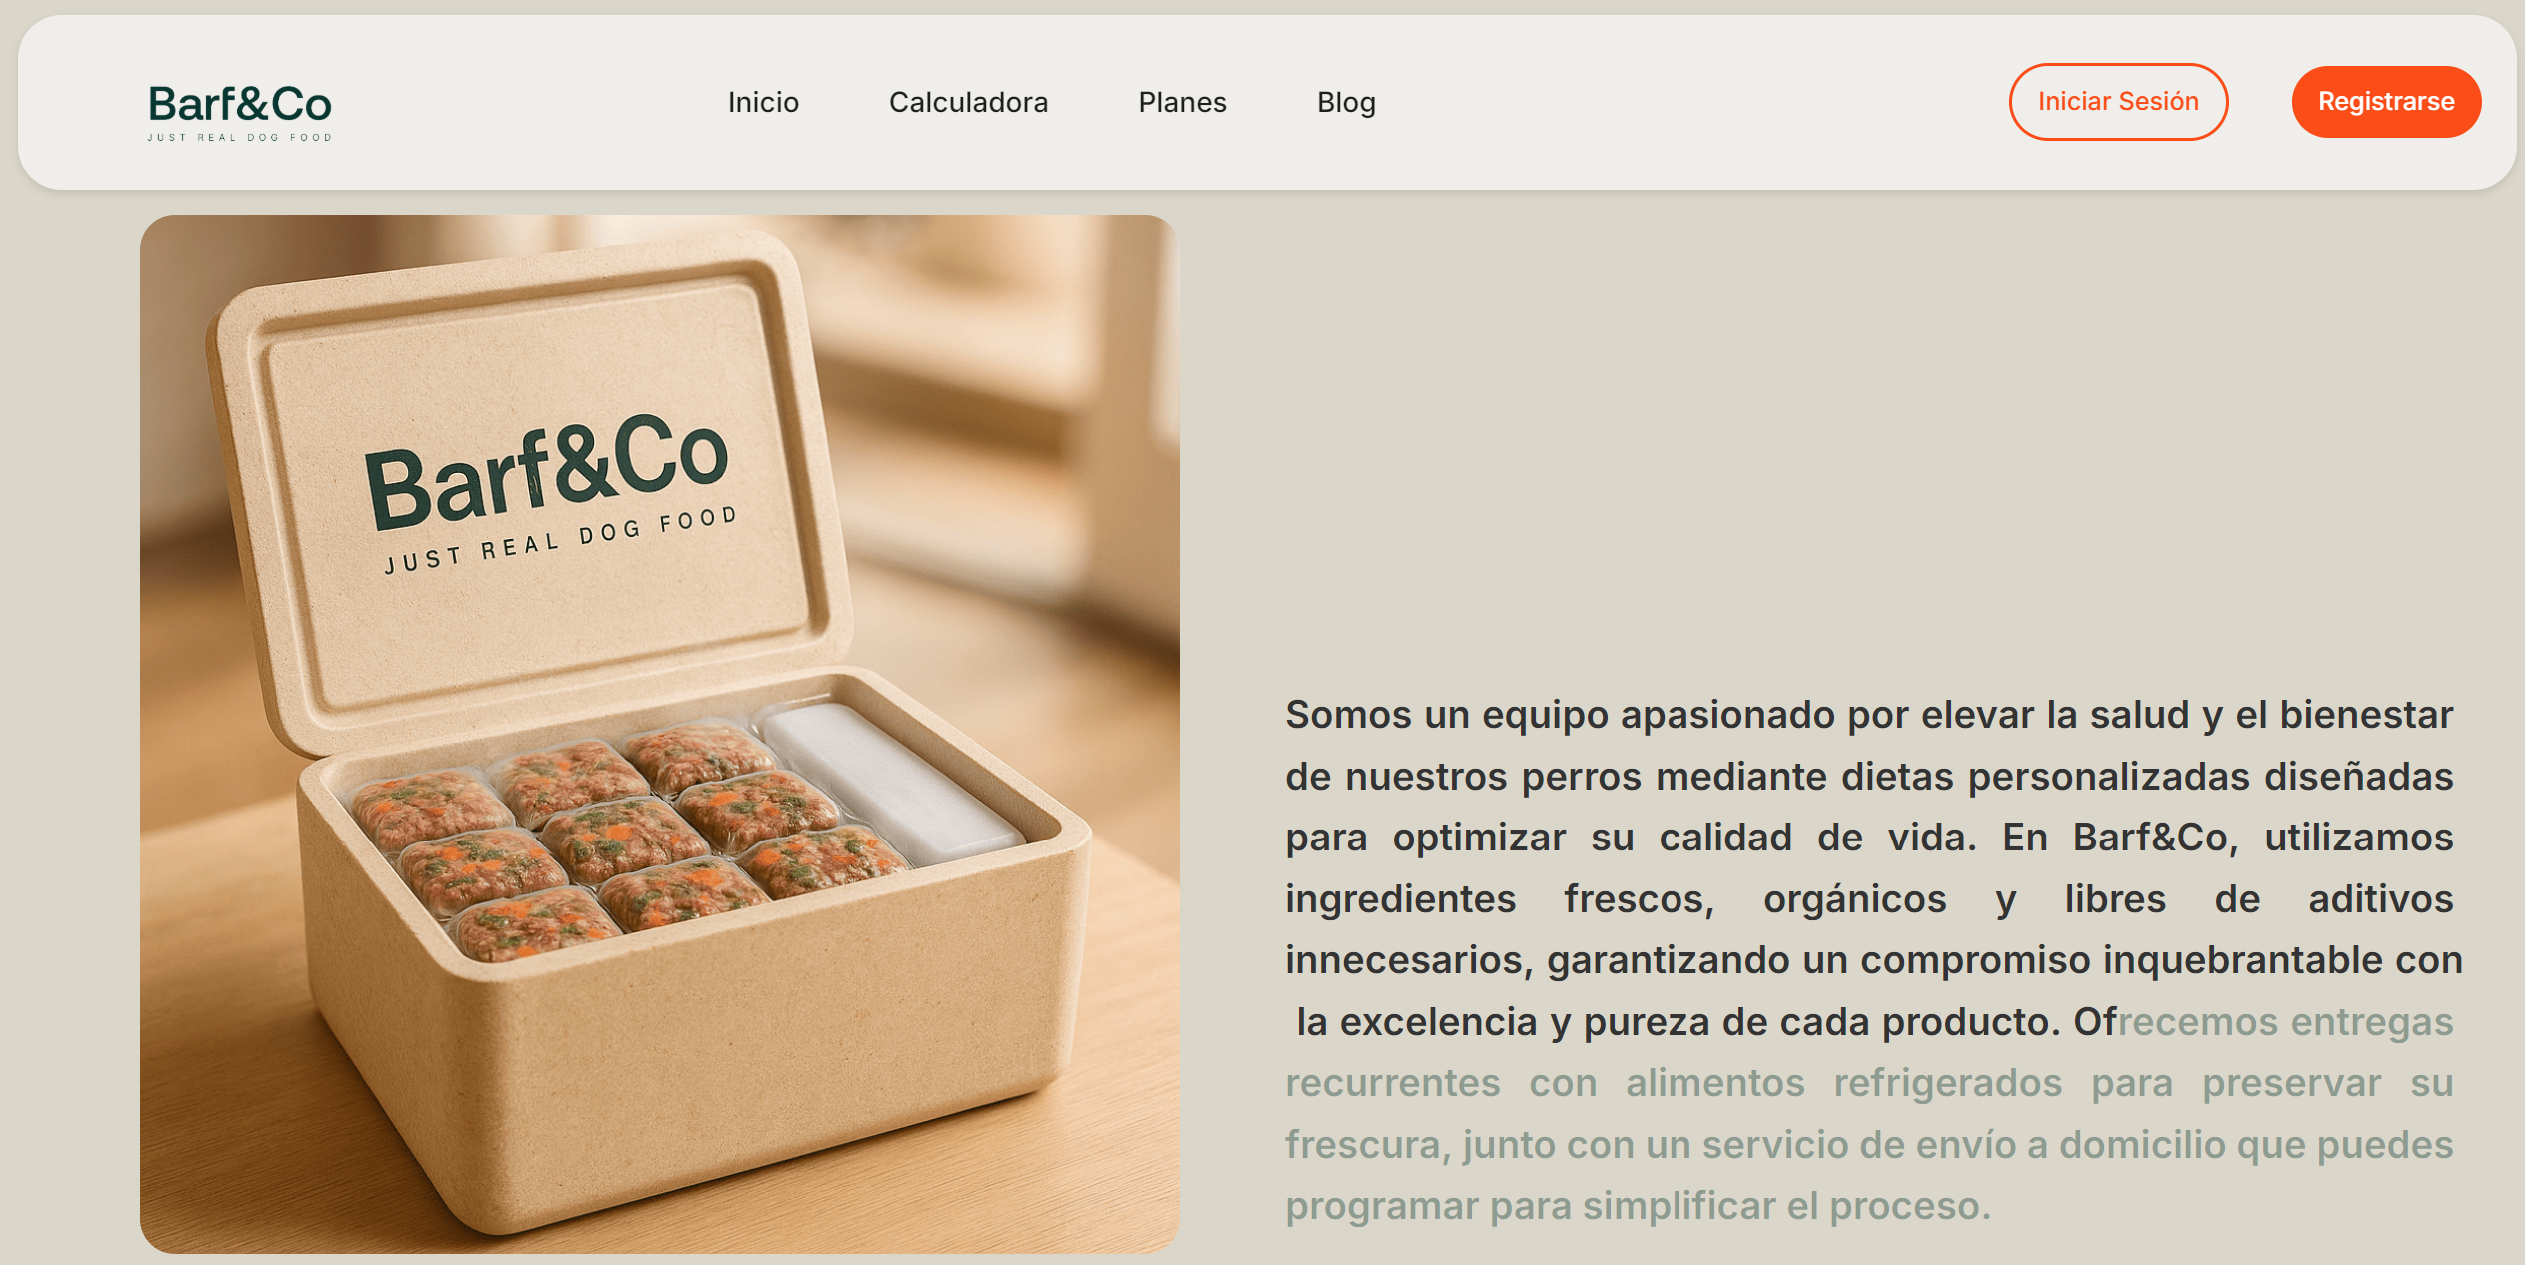 Barf&Co
JUST REAL DOG FOOD
Inicio
Calculadora
Planes
Blog
Iniciar Sesión
Registrarse
Barf&Co
JUST REAL DOG FOOD
Somos un equipo apasionado por elevar la salud y el bienestar
de nuestros perros mediante dietas personalizadas diseñadas
para optimizar su calidad de vida. En Barf&Co, utilizamos
ingredientes frescos, orgánicos y libres de aditivos
innecesarios, garantizando un compromiso inquebrantable con
la excelencia y pureza de cada producto. Ofrecemos entregas
recurrentes con alimentos refrigerados para preservar su
frescura, junto con un servicio de envío a domicilio que puedes
programar para simplificar el proceso.